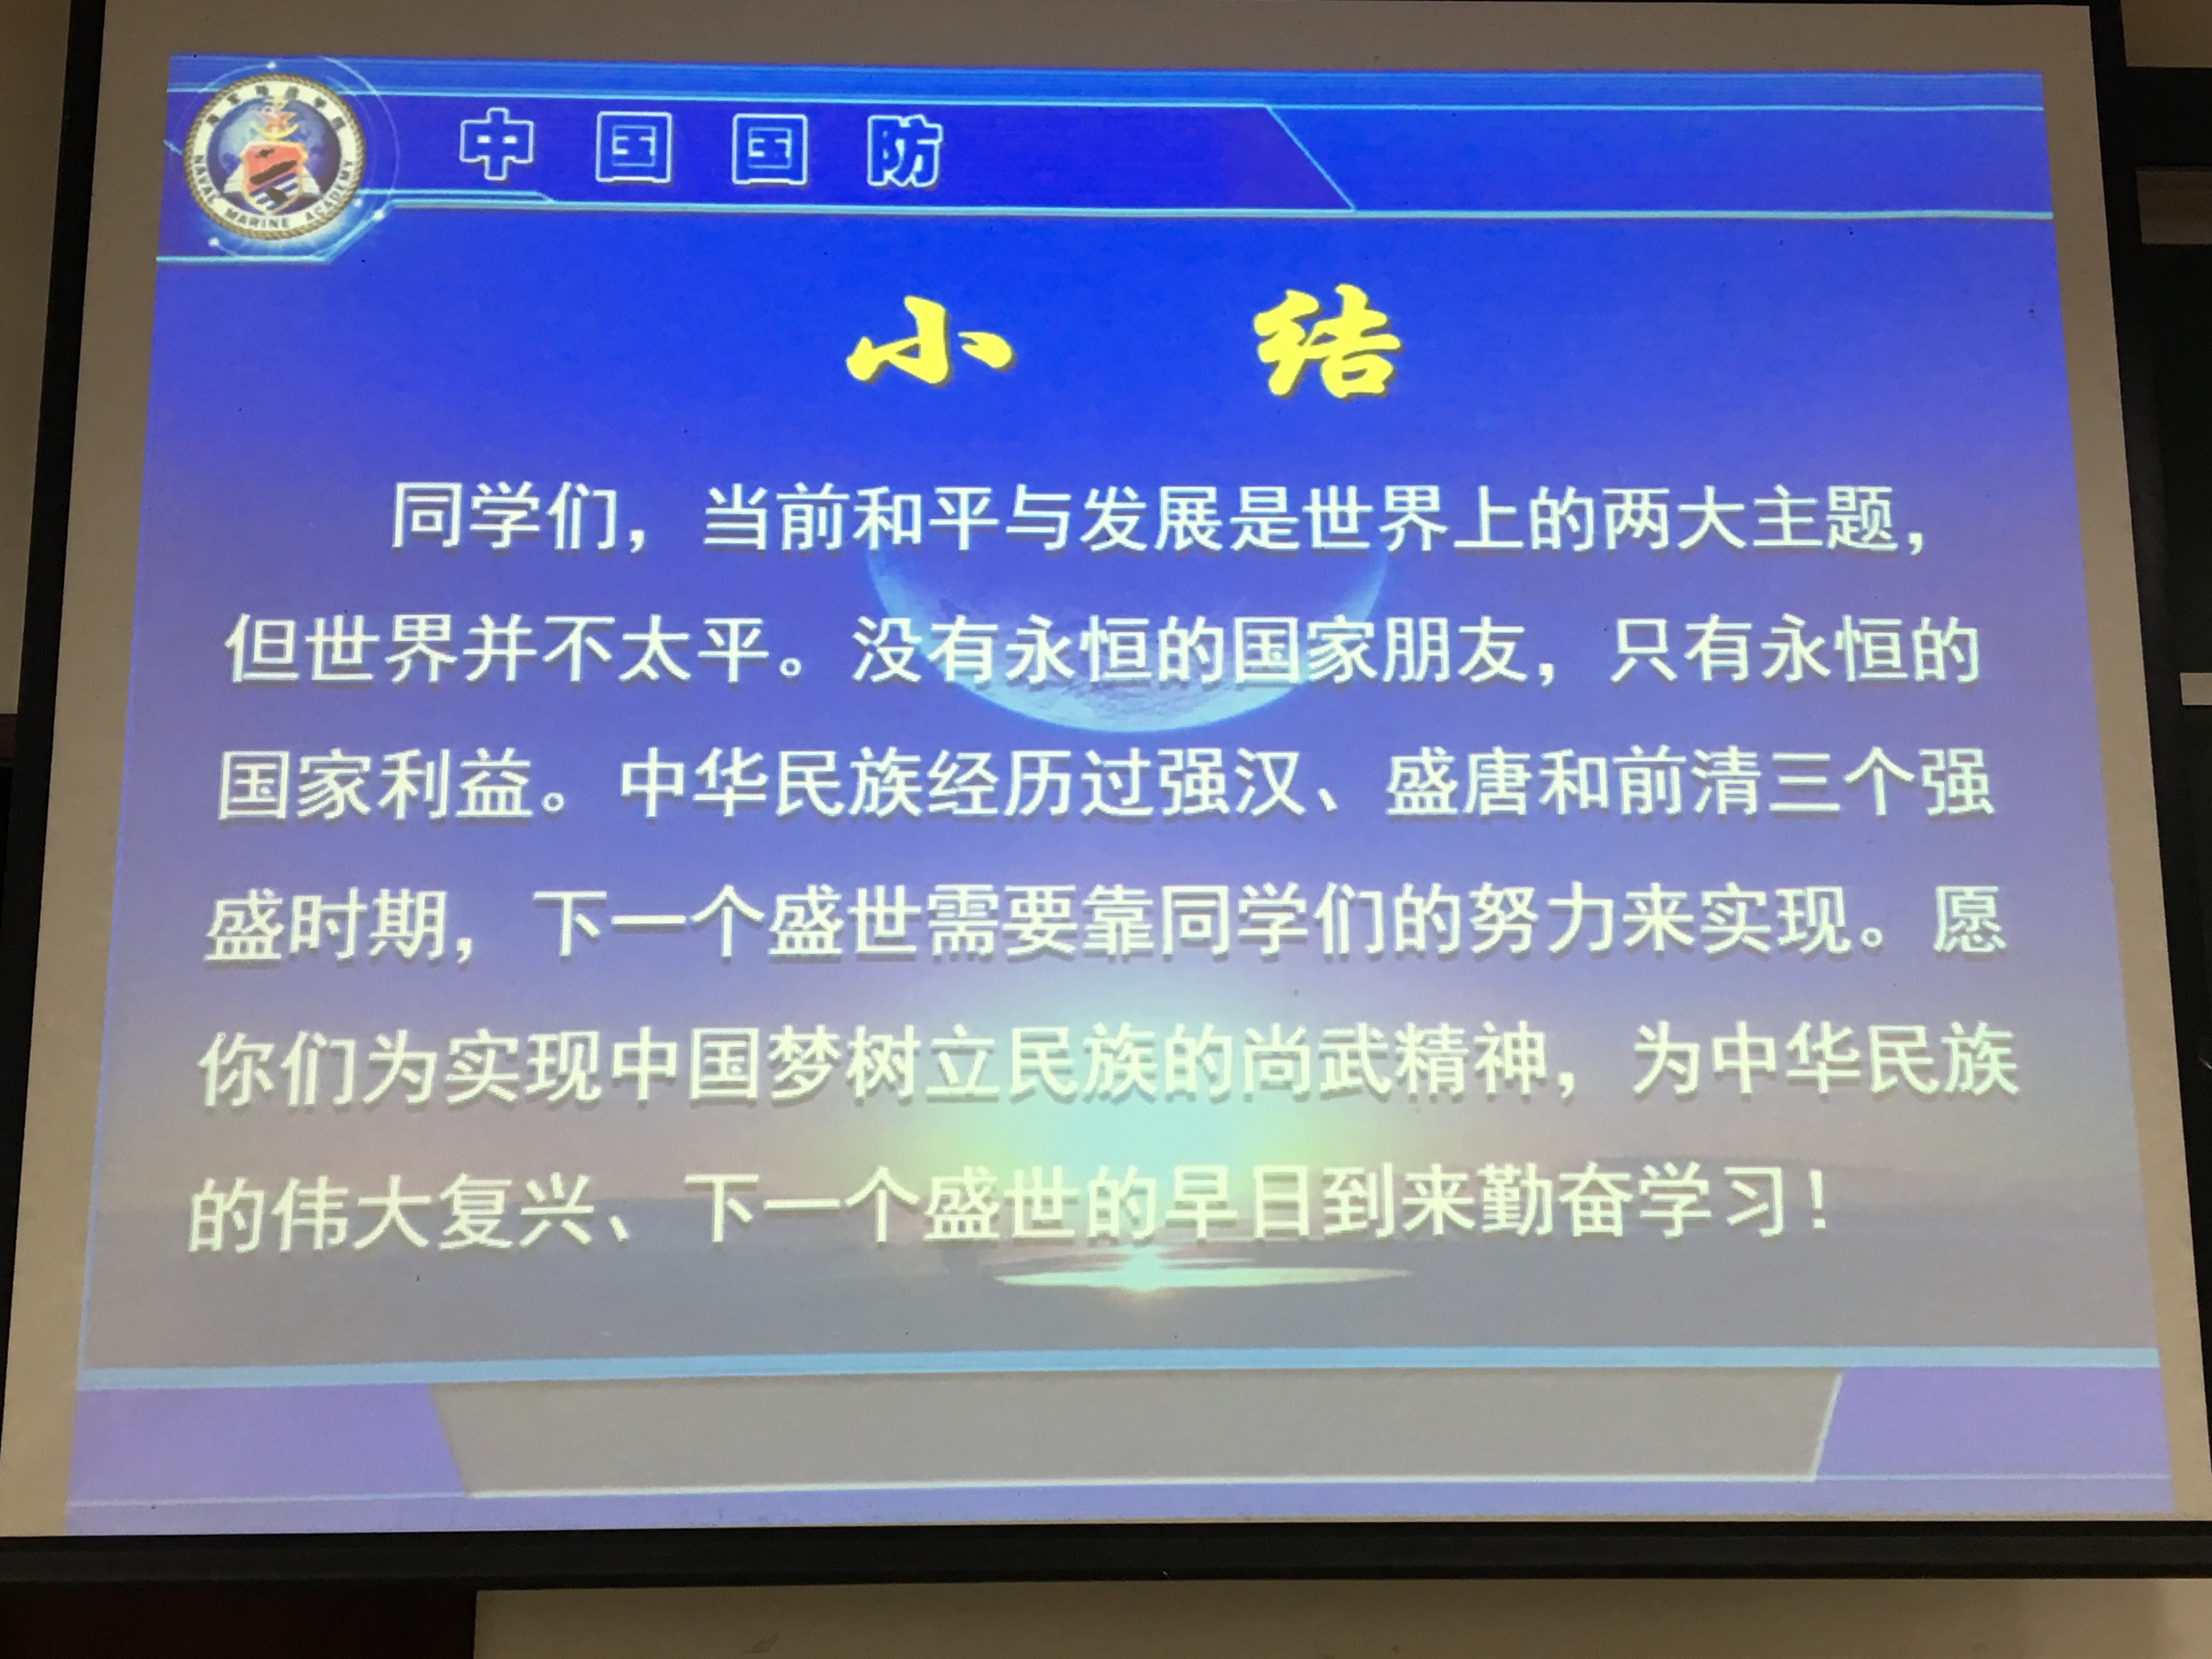 中国国防
NAVAL MARINE ACADEMY
小 结
同学们，当前和平与发展是世界上的两大主题，
但世界并不太平。没有永恒的国家朋友，只有永恒的
国家利益。中华民族经历过强汉、盛唐和前清三个强
盛时期，下一个盛世需要靠同学们的努力来实现。愿
你们为实现中国梦树立民族的尚武精神，为中华民族
的伟大复兴、下一个盛世的早日到来勤奋学习！